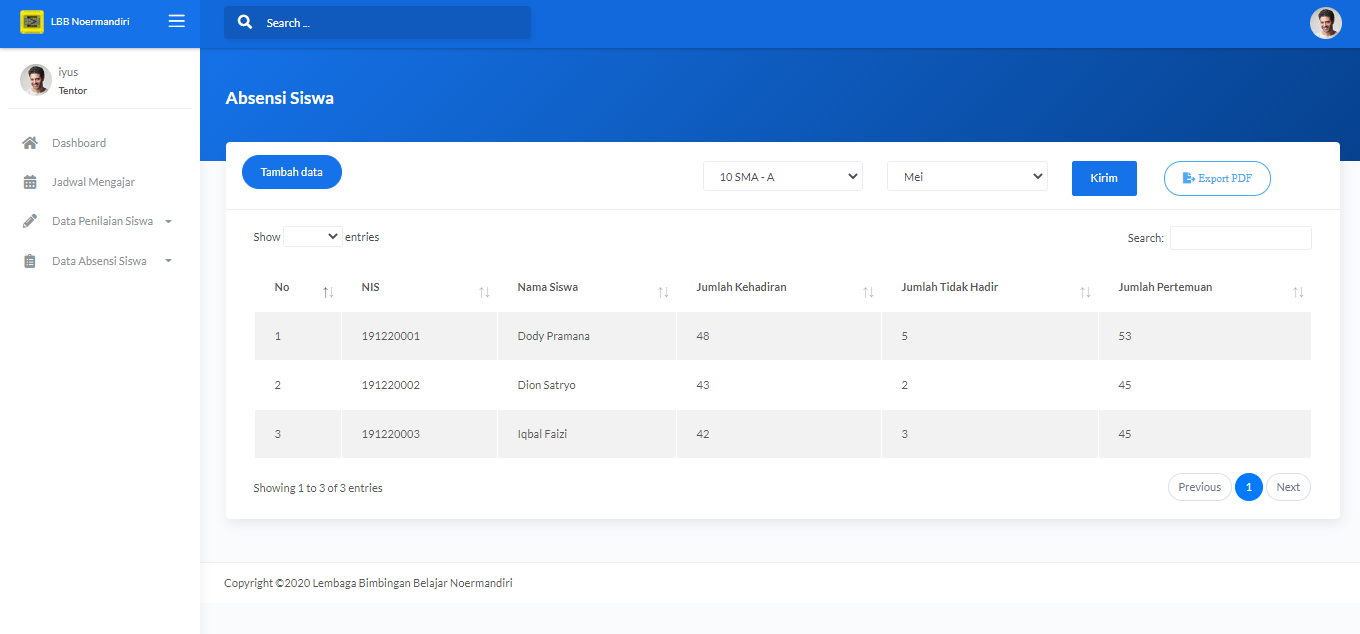 LBB Noermandiri
Search ...
iyus
Tentor
Dashboard
Jadwal Mengajar
Data Penilaian Siswa
Data Absensi Siswa
Absensi Siswa
Tambah data
10 SMA - A
Mei
Kirim
Export PDF
Show entries
Search:
No NIS Nama Siswa Jumlah Kehadiran Jumlah Tidak Hadir Jumlah Pertemuan
1 191220001 Dody Pramana 48 5 53
2 191220002 Dion Satryo 43 2 45
3 191220003 Iqbal Faizi 42 3 45
Showing 1 to 3 of 3 entries
Previous 1 Next
Copyright ©2020 Lembaga Bimbingan Belajar Noermandiri